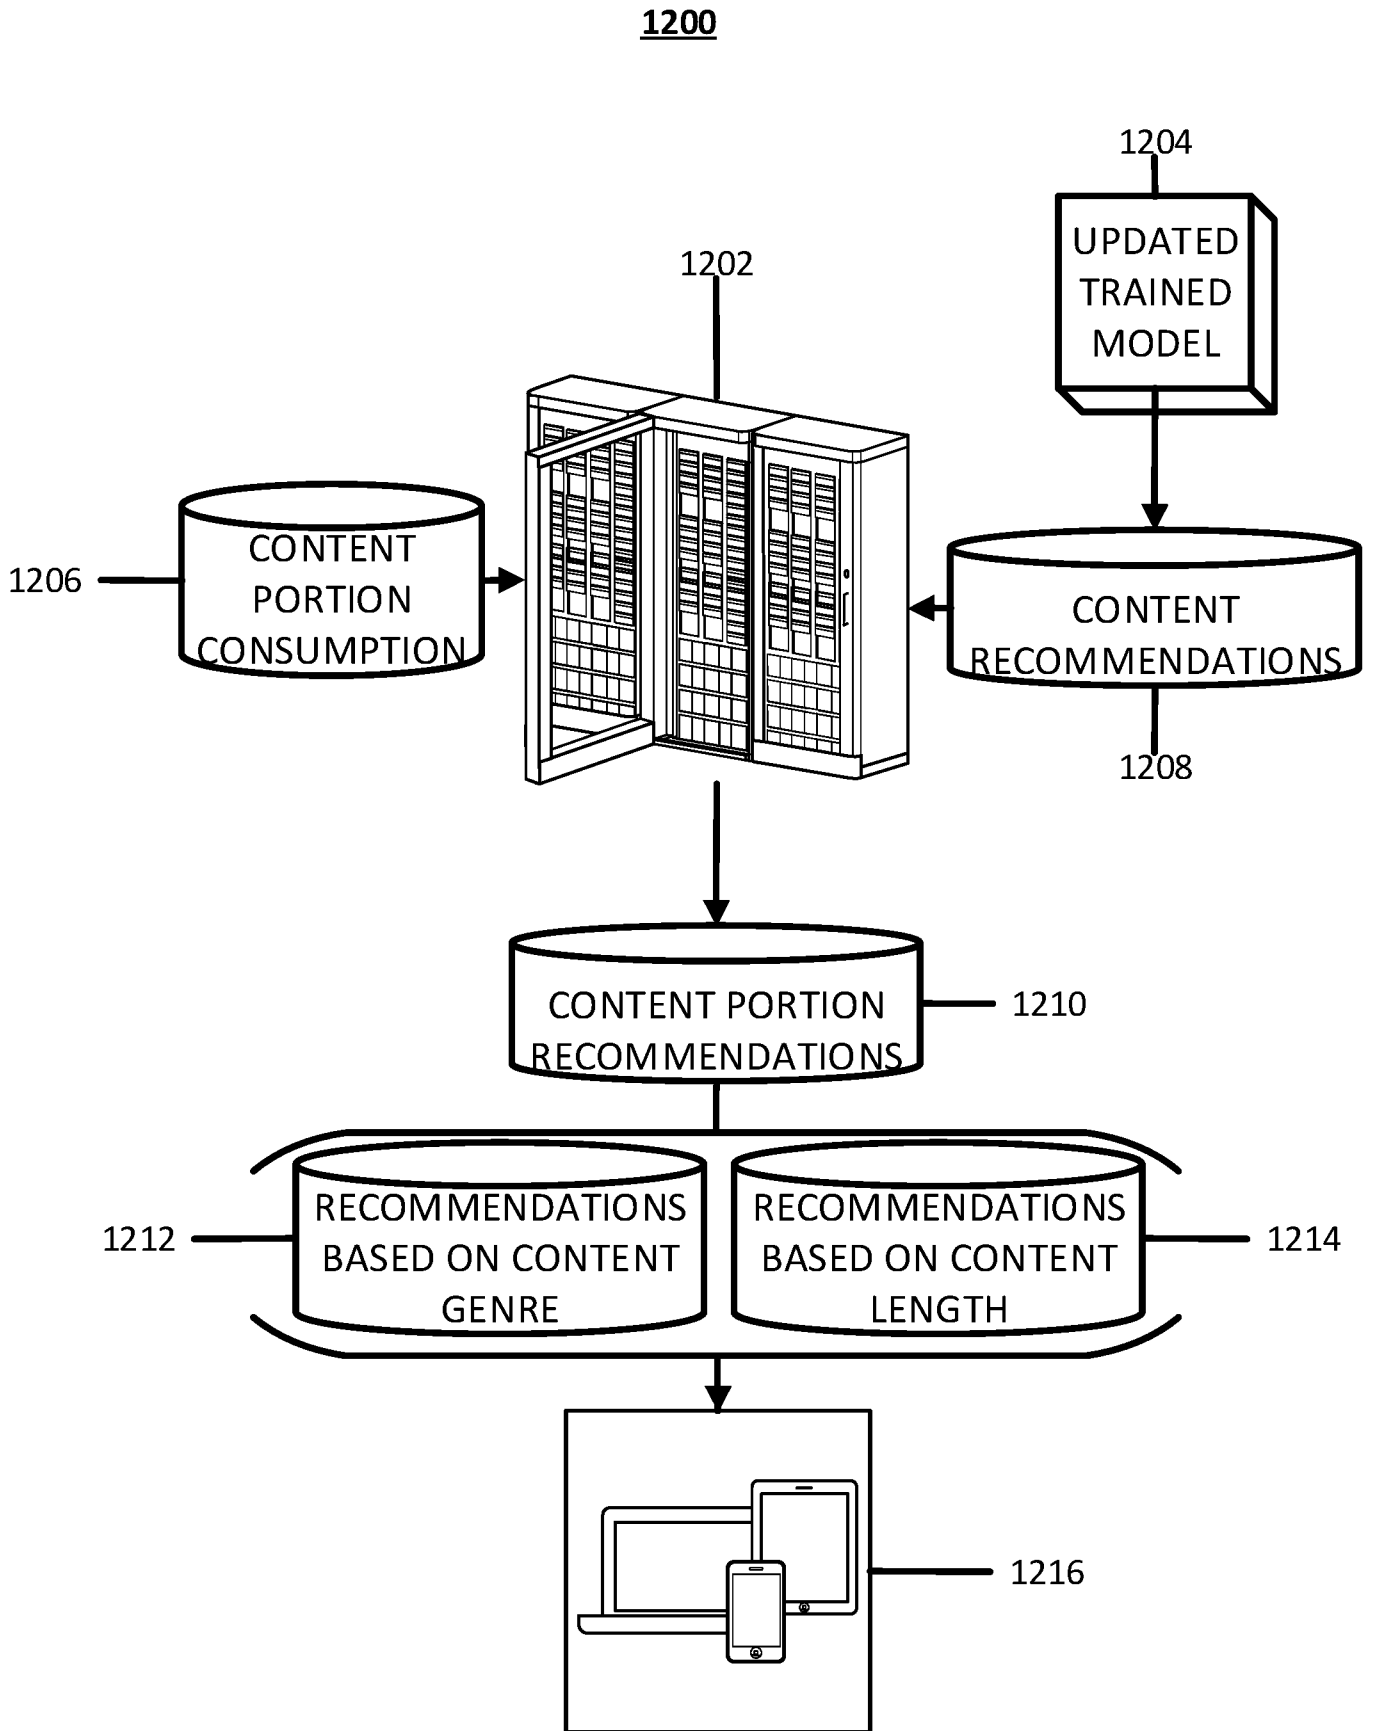 1200
1204
UPDATED
TRAINED
MODEL
1202
CONTENT
PORTION
CONSUMPTION
1206
CONTENT
RECOMMENDATIONS
1208
CONTENT PORTION
RECOMMENDATIONS
1210
1212
RECOMMENDATIONS
BASED ON CONTENT
GENRE
RECOMMENDATIONS
BASED ON CONTENT
LENGTH
1214
1216